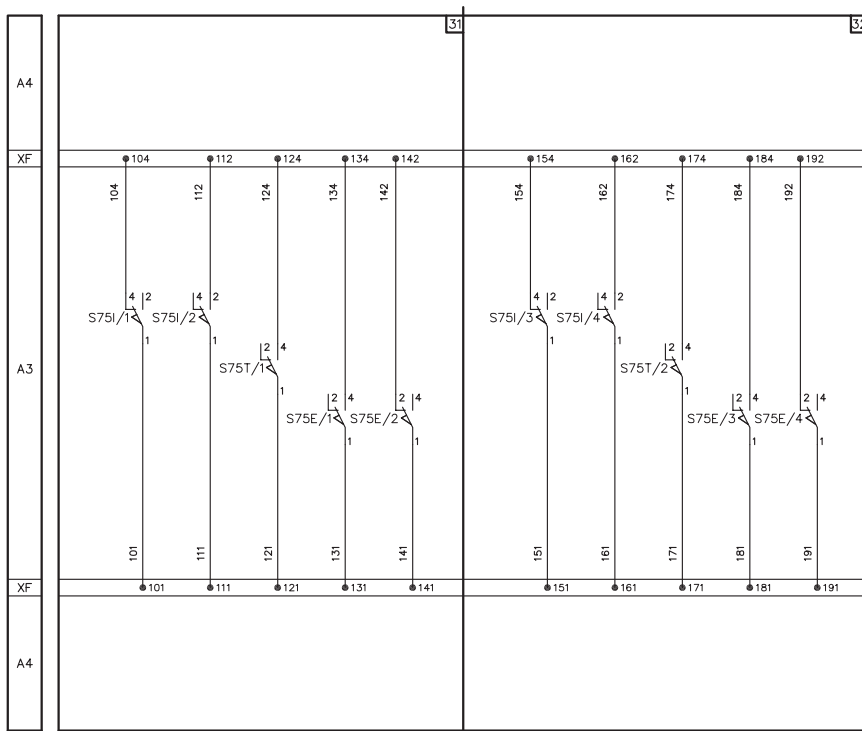 31 32
A4
XF 104 112 124 134 142 154 162 174 184 192
104 112 124 134 142 154 162 174 184 192
4 2 4 2 4 2 4 2
S75I/1 S75I/2 S75I/3 S75I/4
1 1 1 1
2 4 2 4
A3 S75T/1 S75T/2
1 1
2 4 2 4 2 4 2 4
S75E/1 S75E/2 S75E/3 S75E/4
1 1 1 1
101 111 121 131 141 151 161 171 181 191
XF 101 111 121 131 141 151 161 171 181 191
A4